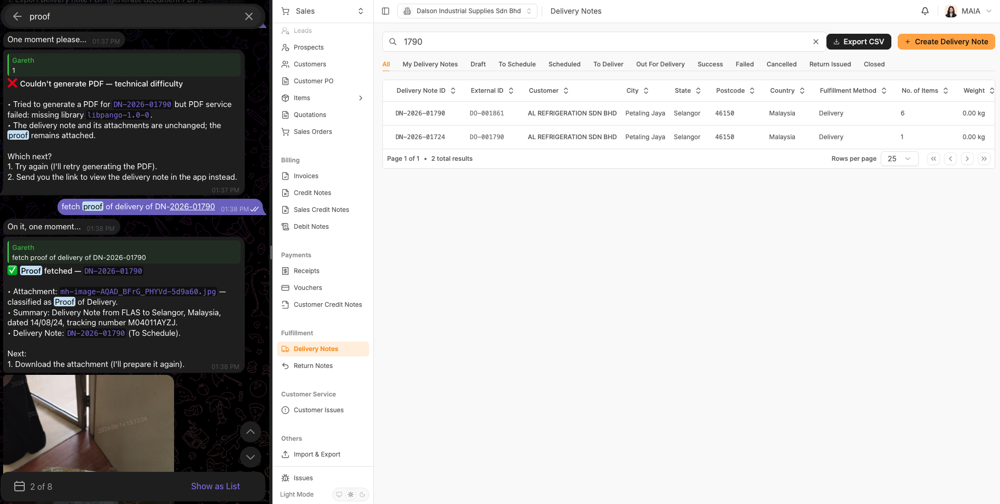 1. Export delivery note PDF (generate document PDF).
proof
One moment please... 01:37 PM
Gareth
1
❌ Couldn't generate PDF — technical difficulty
• Tried to generate a PDF for DN-2026-01790 but PDF service
failed: missing library libpango-1.0-0.
• The delivery note and its attachments are unchanged; the
proof remains attached.
Which next?
1. Try again (I'll retry generating the PDF).
2. Send you the link to view the delivery note in the app instead.
01:37 PM
fetch proof of delivery of DN-2026-01790 01:38 PM
On it, one moment... 01:38 PM
Gareth
fetch proof of delivery of DN-2026-01790
✅ Proof fetched — DN-2026-01790
• Attachment: mh-image-AQAD_BFrG_PHYVd-5d9a60.jpg —
classified as Proof of Delivery.
• Summary: Delivery Note from FLAS to Selangor, Malaysia,
dated 14/08/24, tracking number M04011AYZJ.
• Delivery Note: DN-2026-01790 (To Schedule).
Next:
1. Download the attachment (I'll prepare it again). 01:38 PM
2024-08-14 13:12:24
2 of 8
Show as List
Sales
Leads
Prospects
Customers
Customer PO
Items
Quotations
Sales Orders
Billing
Invoices
Credit Notes
Sales Credit Notes
Debit Notes
Payments
Receipts
Vouchers
Customer Credit Notes
Fulfillment
Delivery Notes
Return Notes
Customer Service
Customer Issues
Others
Import & Export
Issues
Light Mode
Dalson Industrial Supplies Sdn Bhd
Delivery Notes
MAIA
1790
Export CSV
+ Create Delivery Note
All My Delivery Notes Draft To Schedule Scheduled To Deliver Out For Delivery Success Failed Cancelled Return Issued Closed
Delivery Note ID External ID Customer City State Postcode Country Fulfillment Method No. of Items Weight
DN-2026-01790 DO-001861 AL REFRIGERATION SDN BHD Petaling Jaya Selangor 46150 Malaysia Delivery 6 0.00 kg
DN-2026-01724 DO-001790 AL REFRIGERATION SDN BHD Petaling Jaya Selangor 46150 Malaysia Delivery 1 0.00 kg
Page 1 of 1 • 2 total results
Rows per page 25